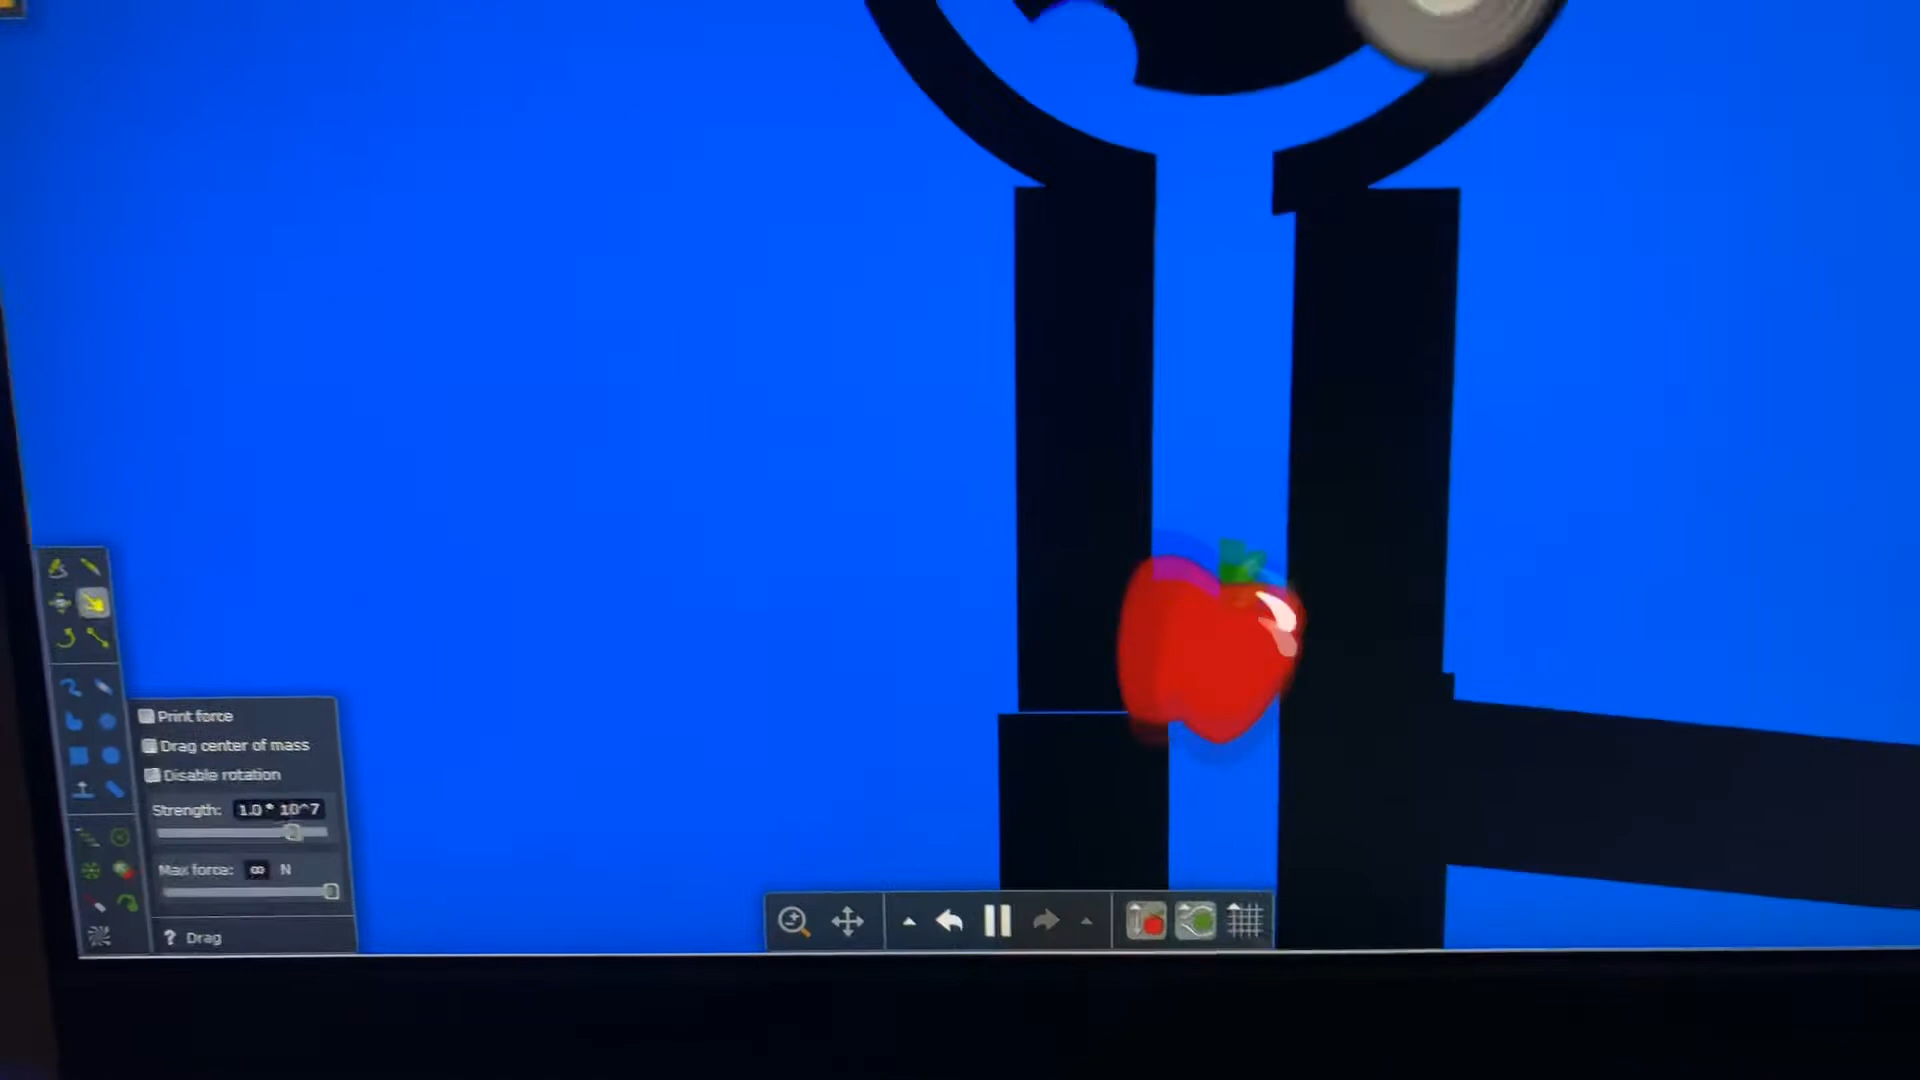 Print force
Drag center of mass
Disable rotation
Strength: 1.0 * 10^7
Max force: ∞ N
? Drag